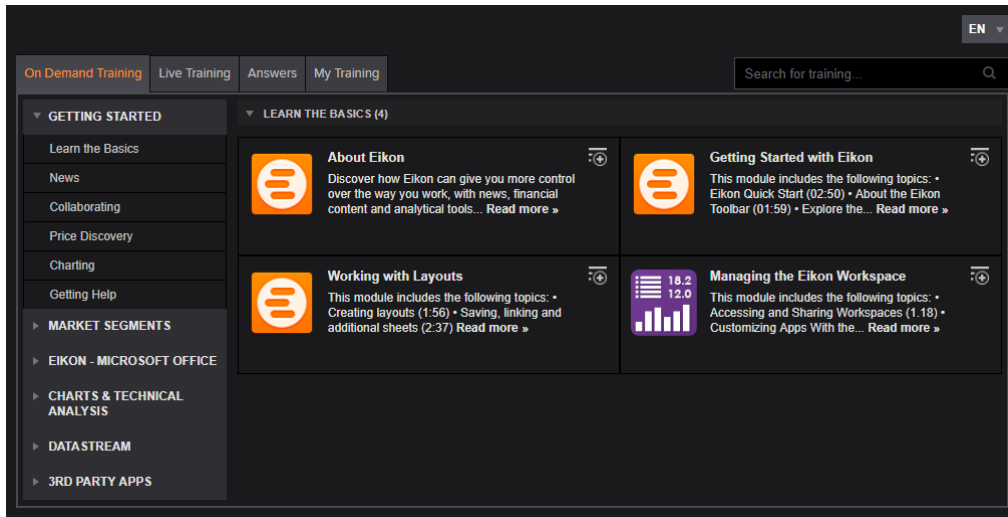 EN
On Demand Training
Live Training
Answers
My Training
Search for training...
GETTING STARTED
Learn the Basics
News
Collaborating
Price Discovery
Charting
Getting Help
MARKET SEGMENTS
EIKON - MICROSOFT OFFICE
CHARTS & TECHNICAL
ANALYSIS
DATASTREAM
3RD PARTY APPS
LEARN THE BASICS (4)
About Eikon
Discover how Eikon can give you more control
over the way you work, with news, financial
content and analytical tools... Read more »
Getting Started with Eikon
This module includes the following topics: •
Eikon Quick Start (02:50) • About the Eikon
Toolbar (01:59) • Explore the... Read more »
Working with Layouts
This module includes the following topics: •
Creating layouts (1:56) • Saving, linking and
additional sheets (2:37) Read more »
18.2
12.0
Managing the Eikon Workspace
This module includes the following topics: •
Accessing and Sharing Workspaces (1.18) •
Customizing Apps With the... Read more »